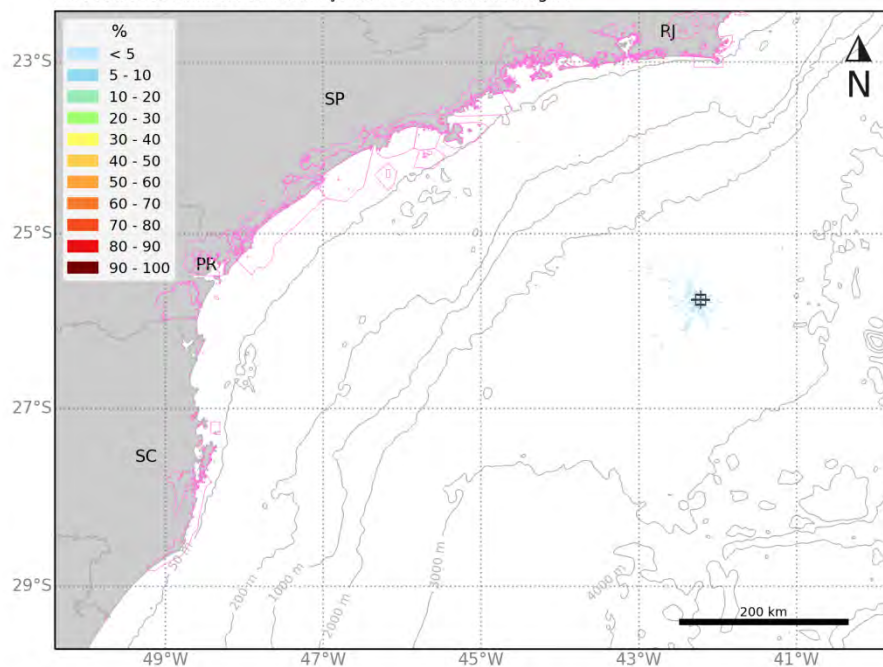 %
< 5
5 - 10
10 - 20
20 - 30
30 - 40
40 - 50
50 - 60
60 - 70
70 - 80
80 - 90
90 - 100
RJ
SP
PR
SC
N
23°S
25°S
27°S
29°S
50 m
200 m
1000 m
2000 m
3000 m
4000 m
200 km
49°W
47°W
45°W
43°W
41°W